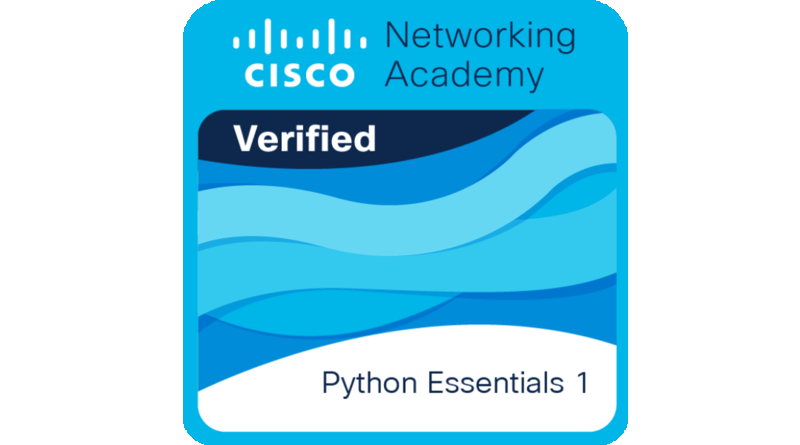 Networking
CISCO Academy
Verified
Python Essentials 1